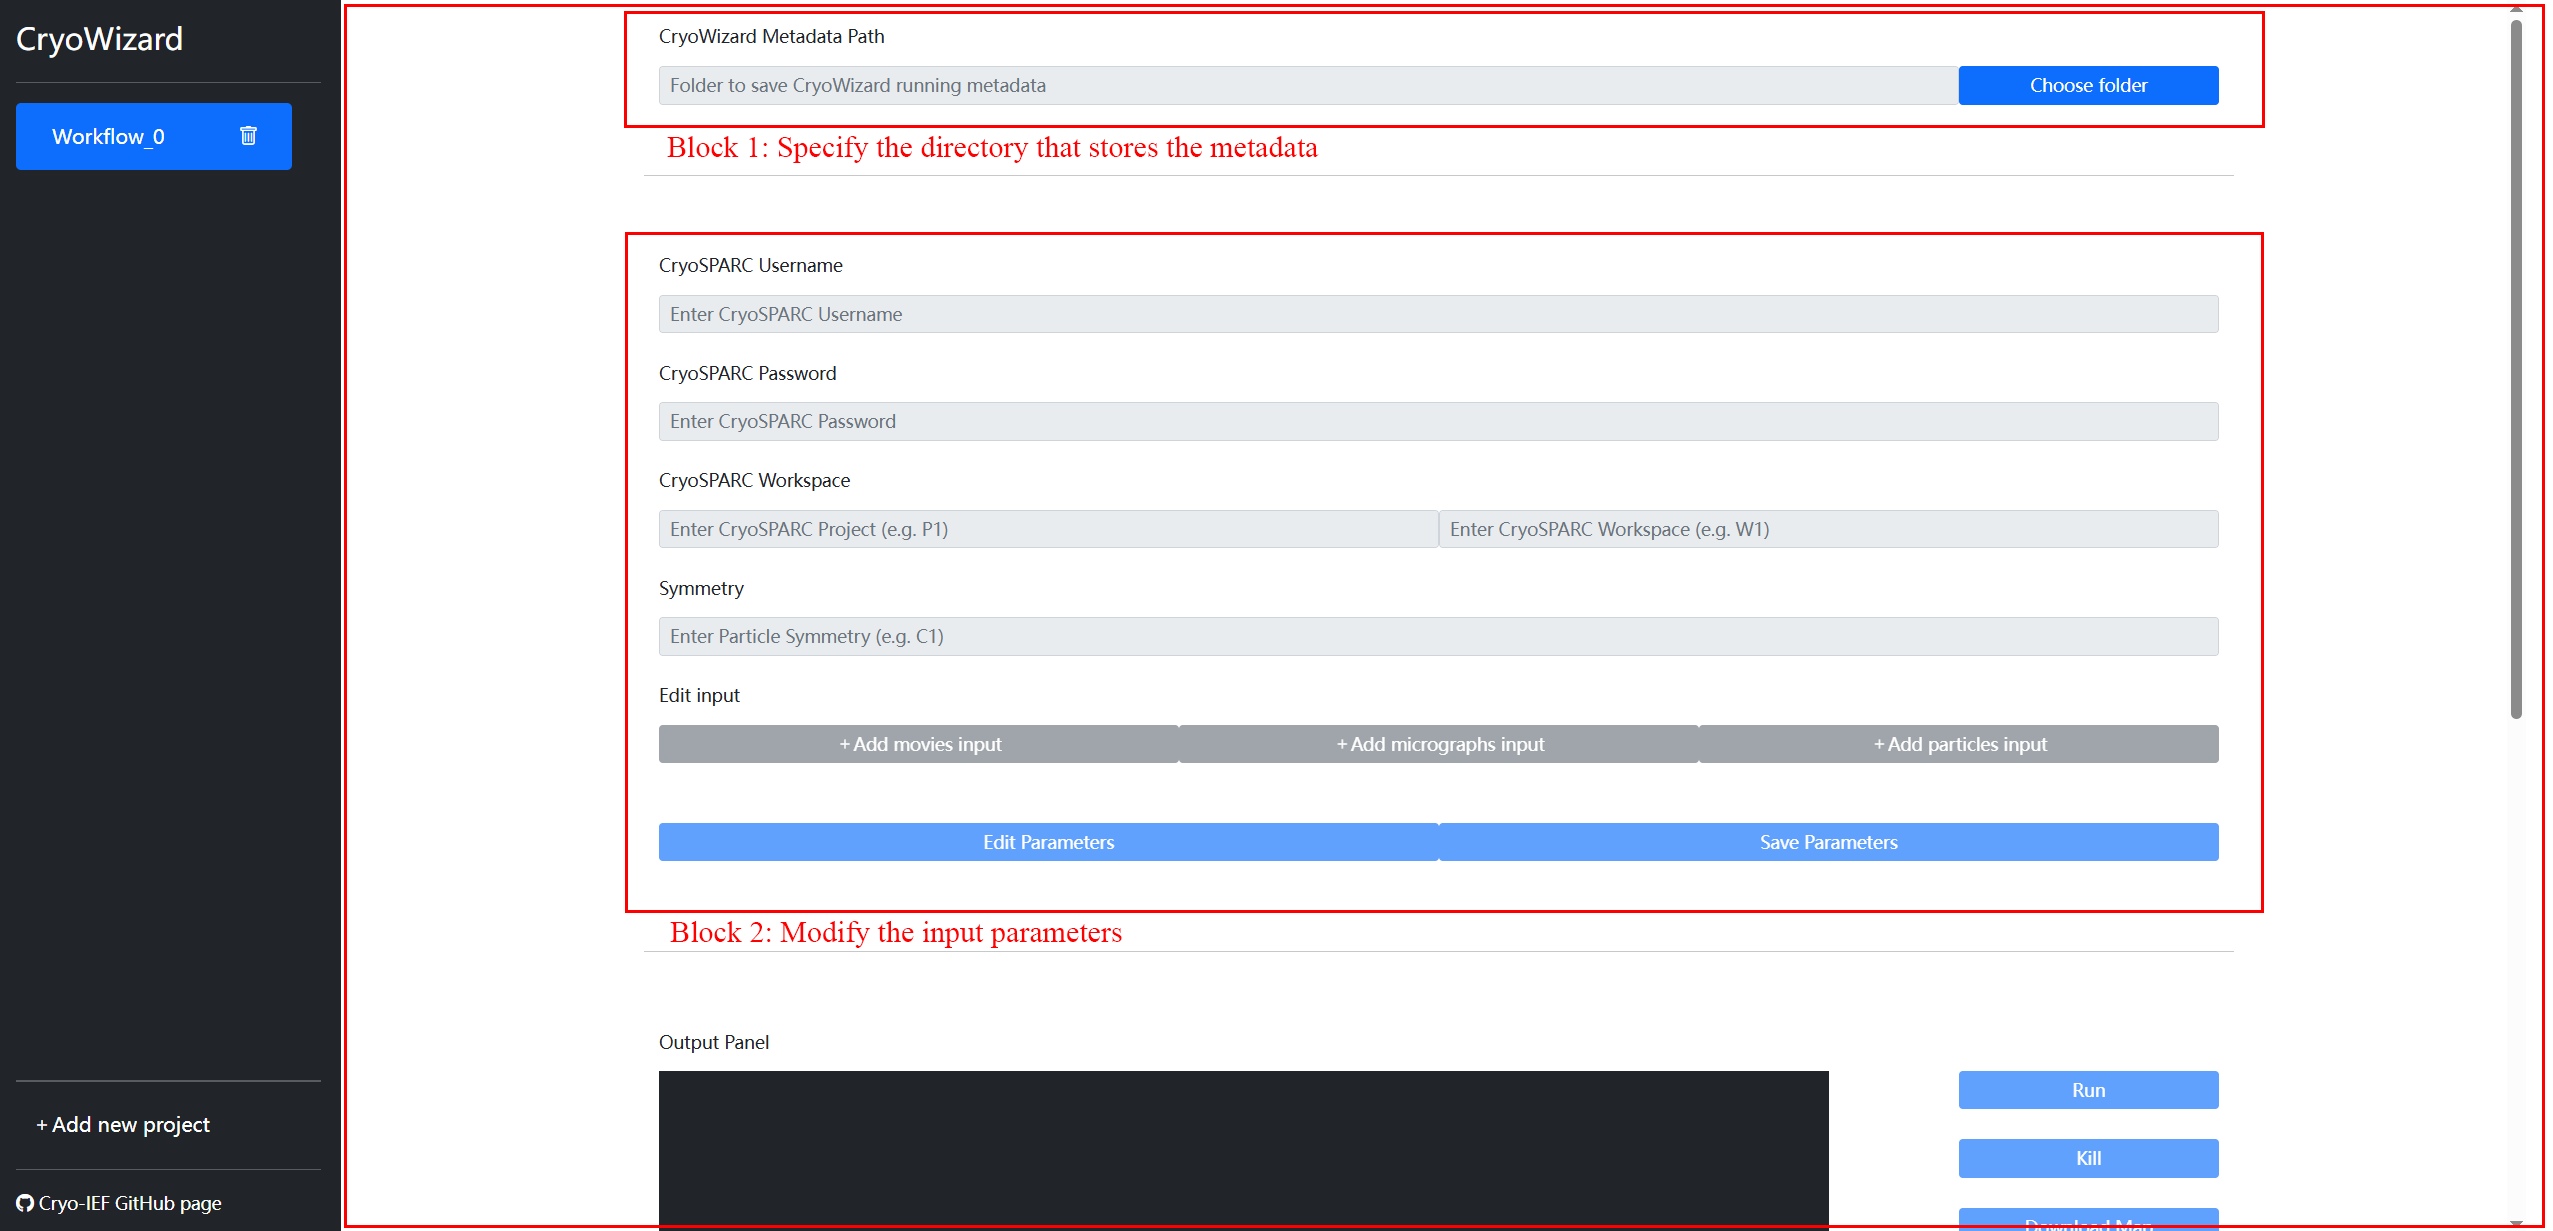 CryoWizard
Workflow_0
+ Add new project
Cryo-IEF GitHub page
CryoWizard Metadata Path
Folder to save CryoWizard running metadata
Choose folder
Block 1: Specify the directory that stores the metadata
CryoSPARC Username
Enter CryoSPARC Username
CryoSPARC Password
Enter CryoSPARC Password
CryoSPARC Workspace
Enter CryoSPARC Project (e.g. P1)
Enter CryoSPARC Workspace (e.g. W1)
Symmetry
Enter Particle Symmetry (e.g. C1)
Edit input
+ Add movies input
+ Add micrographs input
+ Add particles input
Edit Parameters
Save Parameters
Block 2: Modify the input parameters
Output Panel
Run
Kill
Download Map